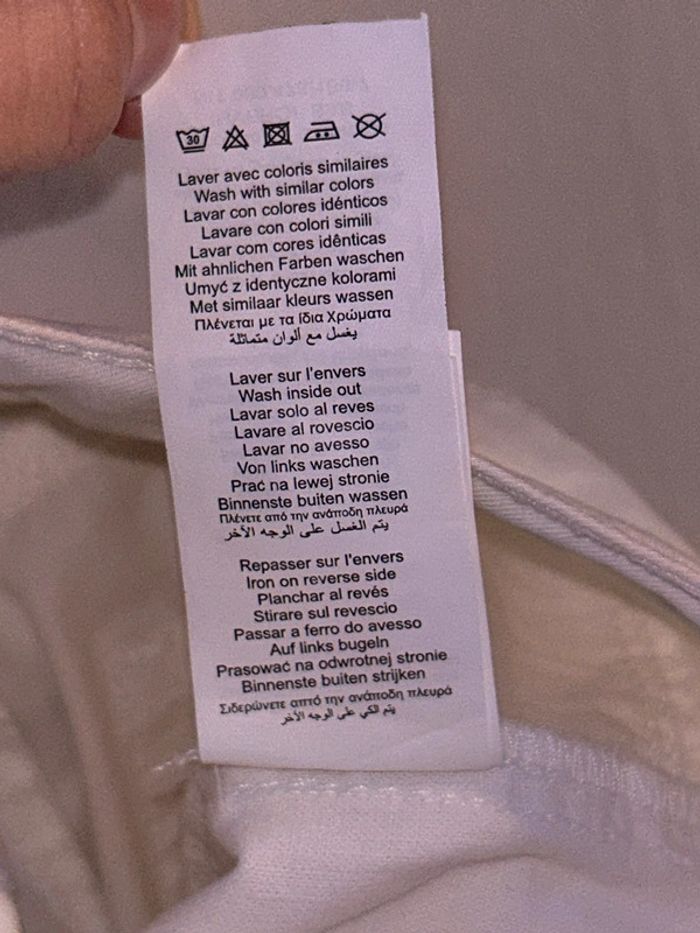 30
Laver avec coloris similaires
Wash with similar colors
Lavar con colores idénticos
Lavare con colori simili
Lavar com cores idênticas
Mit ahnlichen Farben waschen
Umyć z identyczne kolorami
Met similaar kleurs wassen
Πλένεται με τα ίδια Χρώματα
يغسل مع ألوان متماثلة
Laver sur l'envers
Wash inside out
Lavar solo al reves
Lavare al rovescio
Lavar no avesso
Von links waschen
Prać na lewej stronie
Binnenste buiten wassen
Πλένετε από την ανάποδη πλευρά
يتم الغسل على الوجه الآخر
Repasser sur l'envers
Iron on reverse side
Planchar al revés
Stirare sul revescio
Passar a ferro do avesso
Auf links bugeln
Prasować na odwrotnej stronie
Binnenste buiten strijken
Σιδερώνετε απτό την ανάποδη πλευρά
يتم الكي على الوجه الآخر